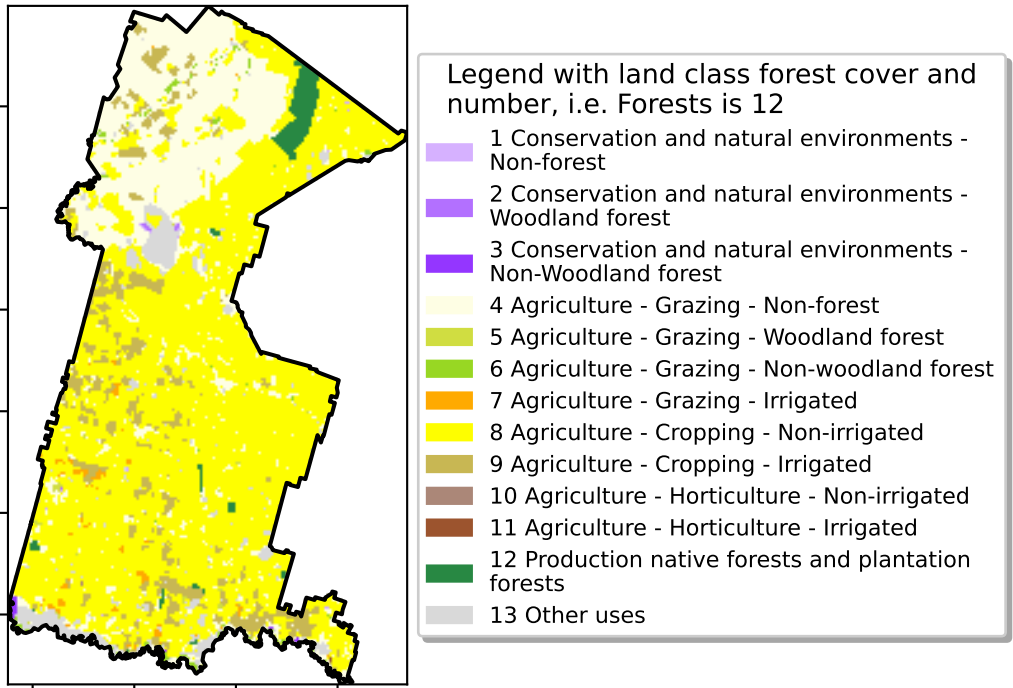 Legend with land class forest cover and
number, i.e. Forests is 12
1 Conservation and natural environments -
Non-forest
2 Conservation and natural environments -
Woodland forest
3 Conservation and natural environments -
Non-Woodland forest
4 Agriculture - Grazing - Non-forest
5 Agriculture - Grazing - Woodland forest
6 Agriculture - Grazing - Non-woodland forest
7 Agriculture - Grazing - Irrigated
8 Agriculture - Cropping - Non-irrigated
9 Agriculture - Cropping - Irrigated
10 Agriculture - Horticulture - Non-irrigated
11 Agriculture - Horticulture - Irrigated
12 Production native forests and plantation
forests
13 Other uses